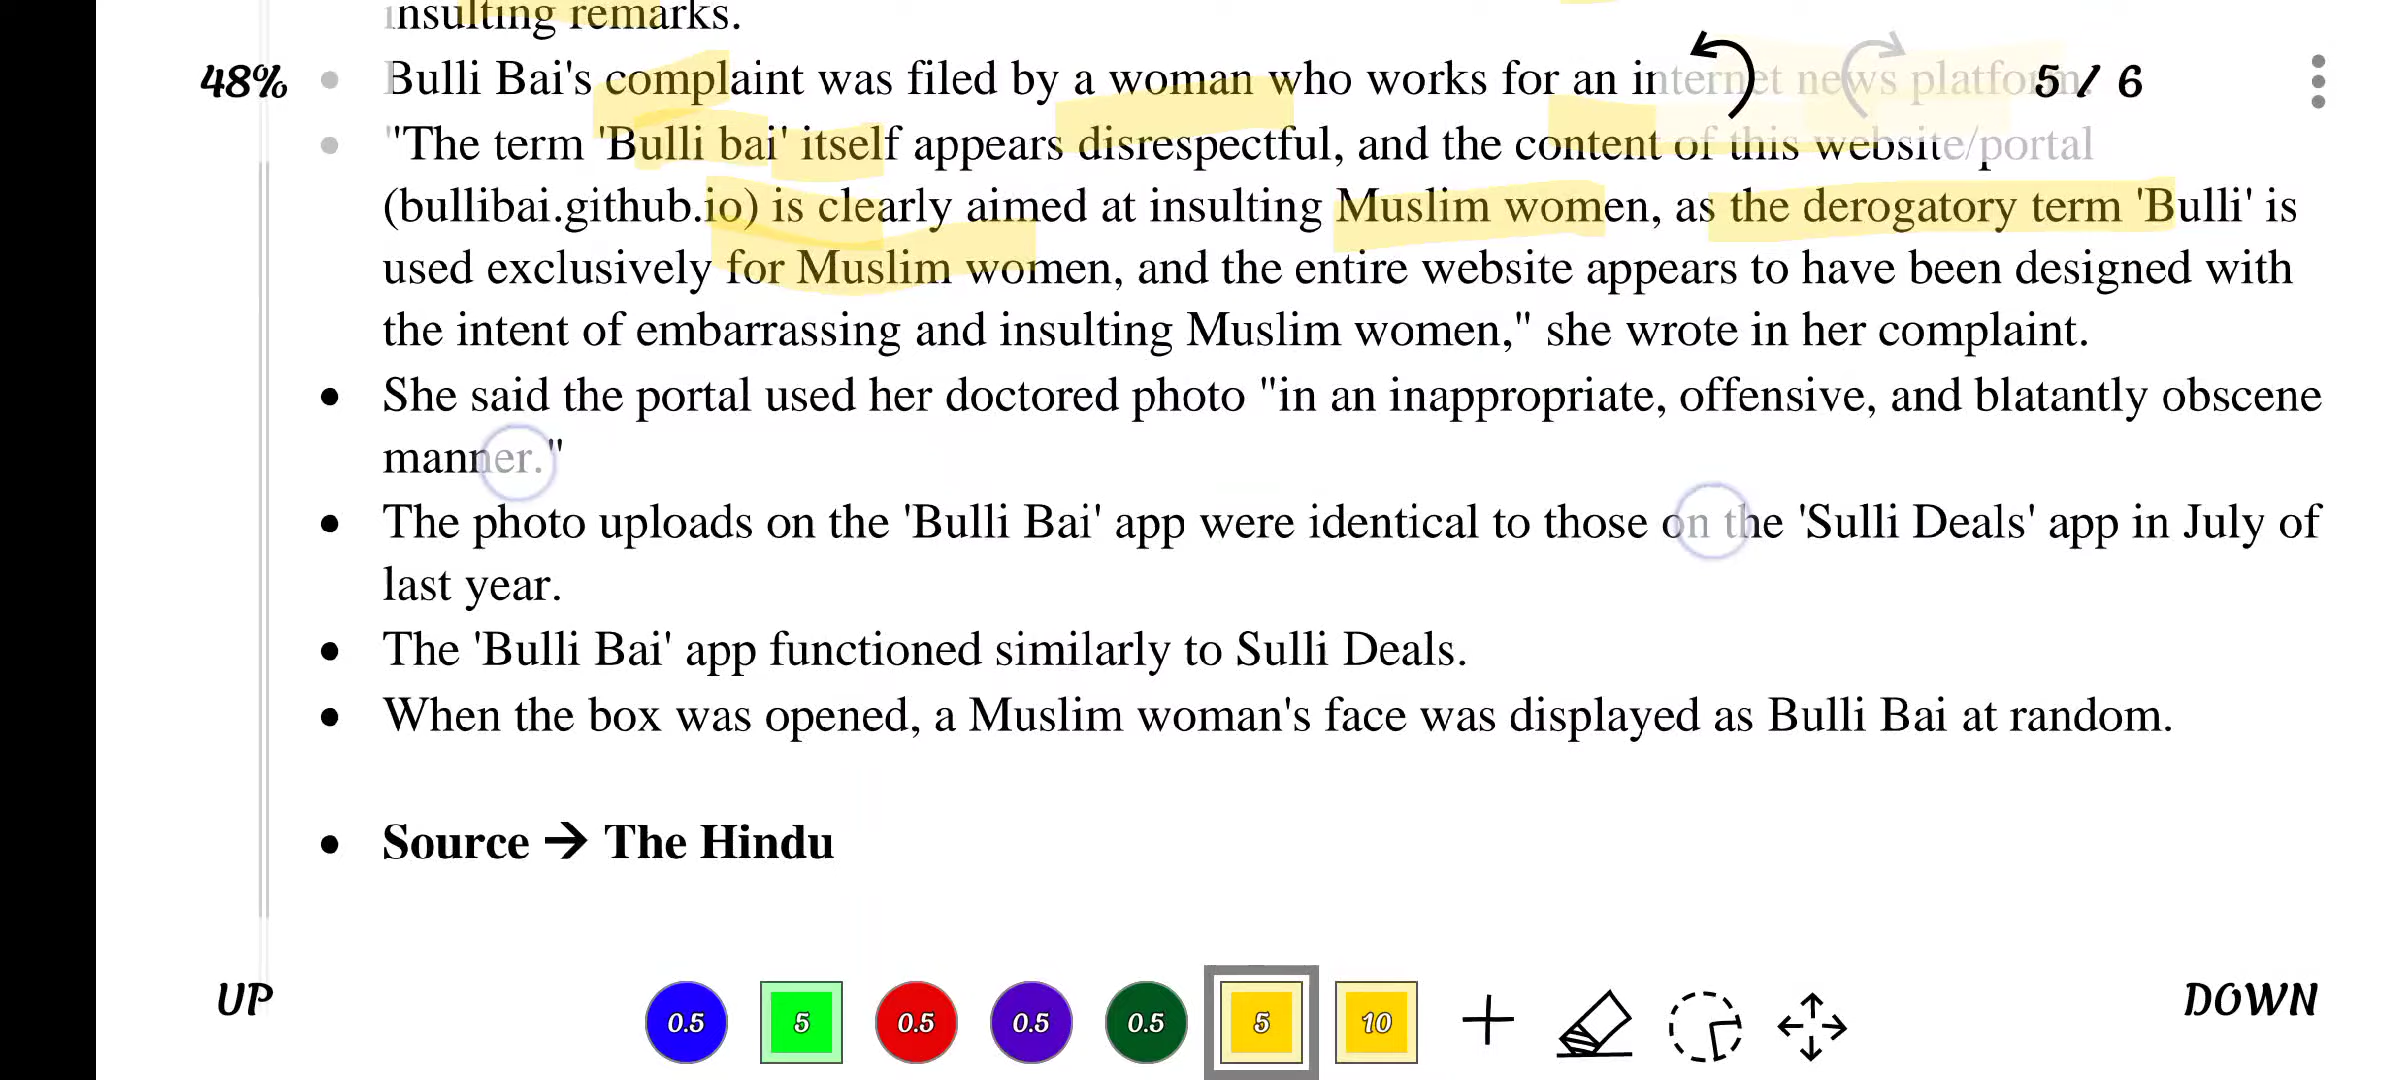 insulting remarks.
48% • Bulli Bai's complaint was filed by a woman who works for an internet news platform. 5 / 6
• "The term 'Bulli bai' itself appears disrespectful, and the content of this website/portal
(bullibai.github.io) is clearly aimed at insulting Muslim women, as the derogatory term 'Bulli' is
used exclusively for Muslim women, and the entire website appears to have been designed with
the intent of embarrassing and insulting Muslim women," she wrote in her complaint.
• She said the portal used her doctored photo "in an inappropriate, offensive, and blatantly obscene
manner."
• The photo uploads on the 'Bulli Bai' app were identical to those on the 'Sulli Deals' app in July of
last year.
• The 'Bulli Bai' app functioned similarly to Sulli Deals.
• When the box was opened, a Muslim woman's face was displayed as Bulli Bai at random.
• Source → The Hindu
UP 0.5 5 0.5 0.5 0.5 5 10 DOWN